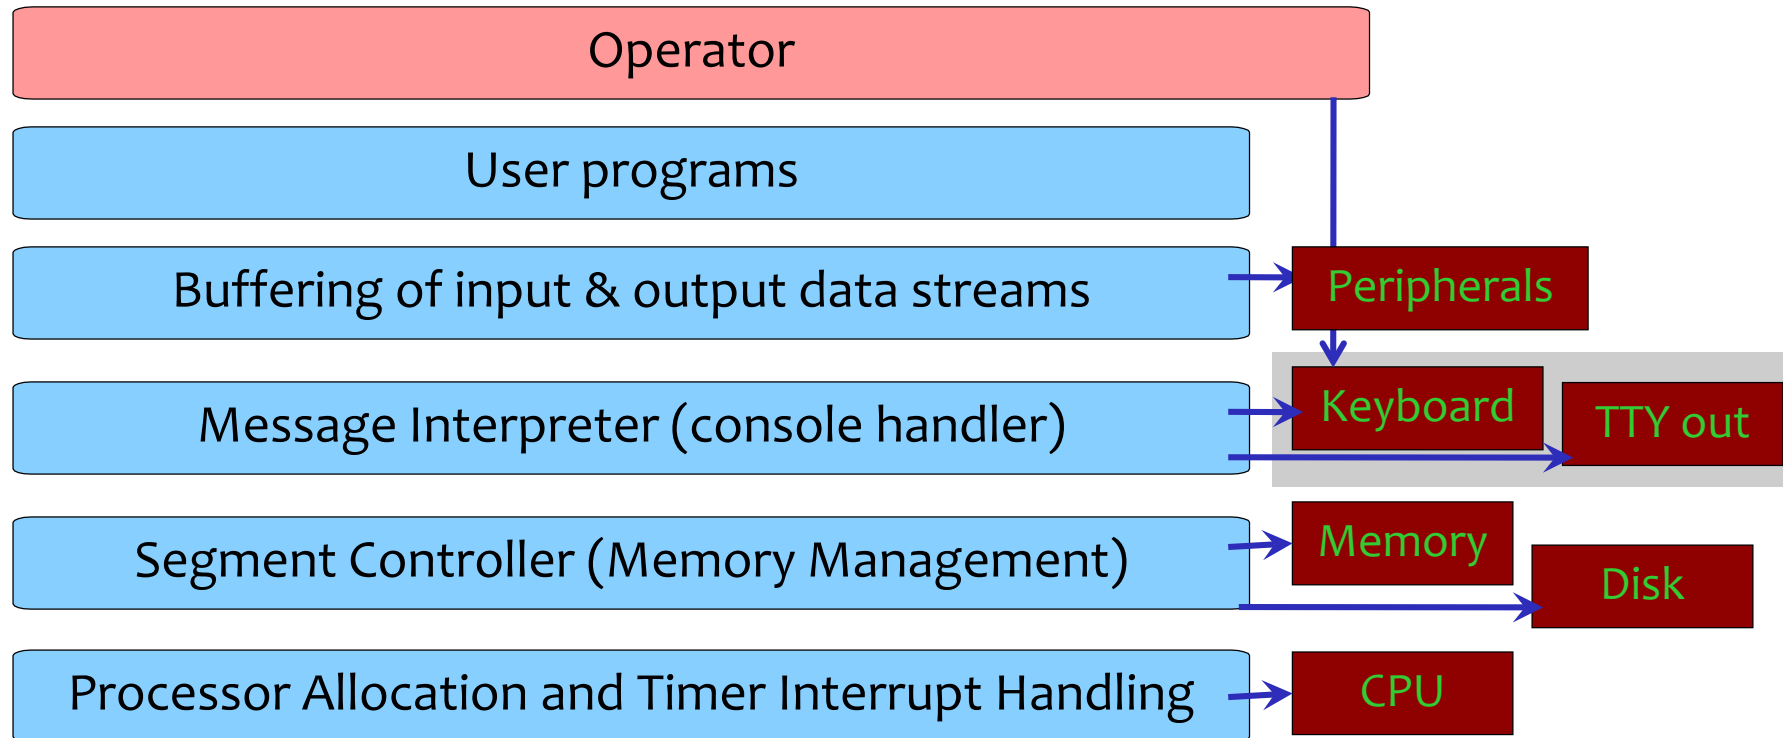 Operator
User programs
Buffering of input & output data streams
Peripherals
Message Interpreter (console handler)
Keyboard
TTY out
Segment Controller (Memory Management)
Memory
Disk
Processor Allocation and Timer Interrupt Handling
CPU